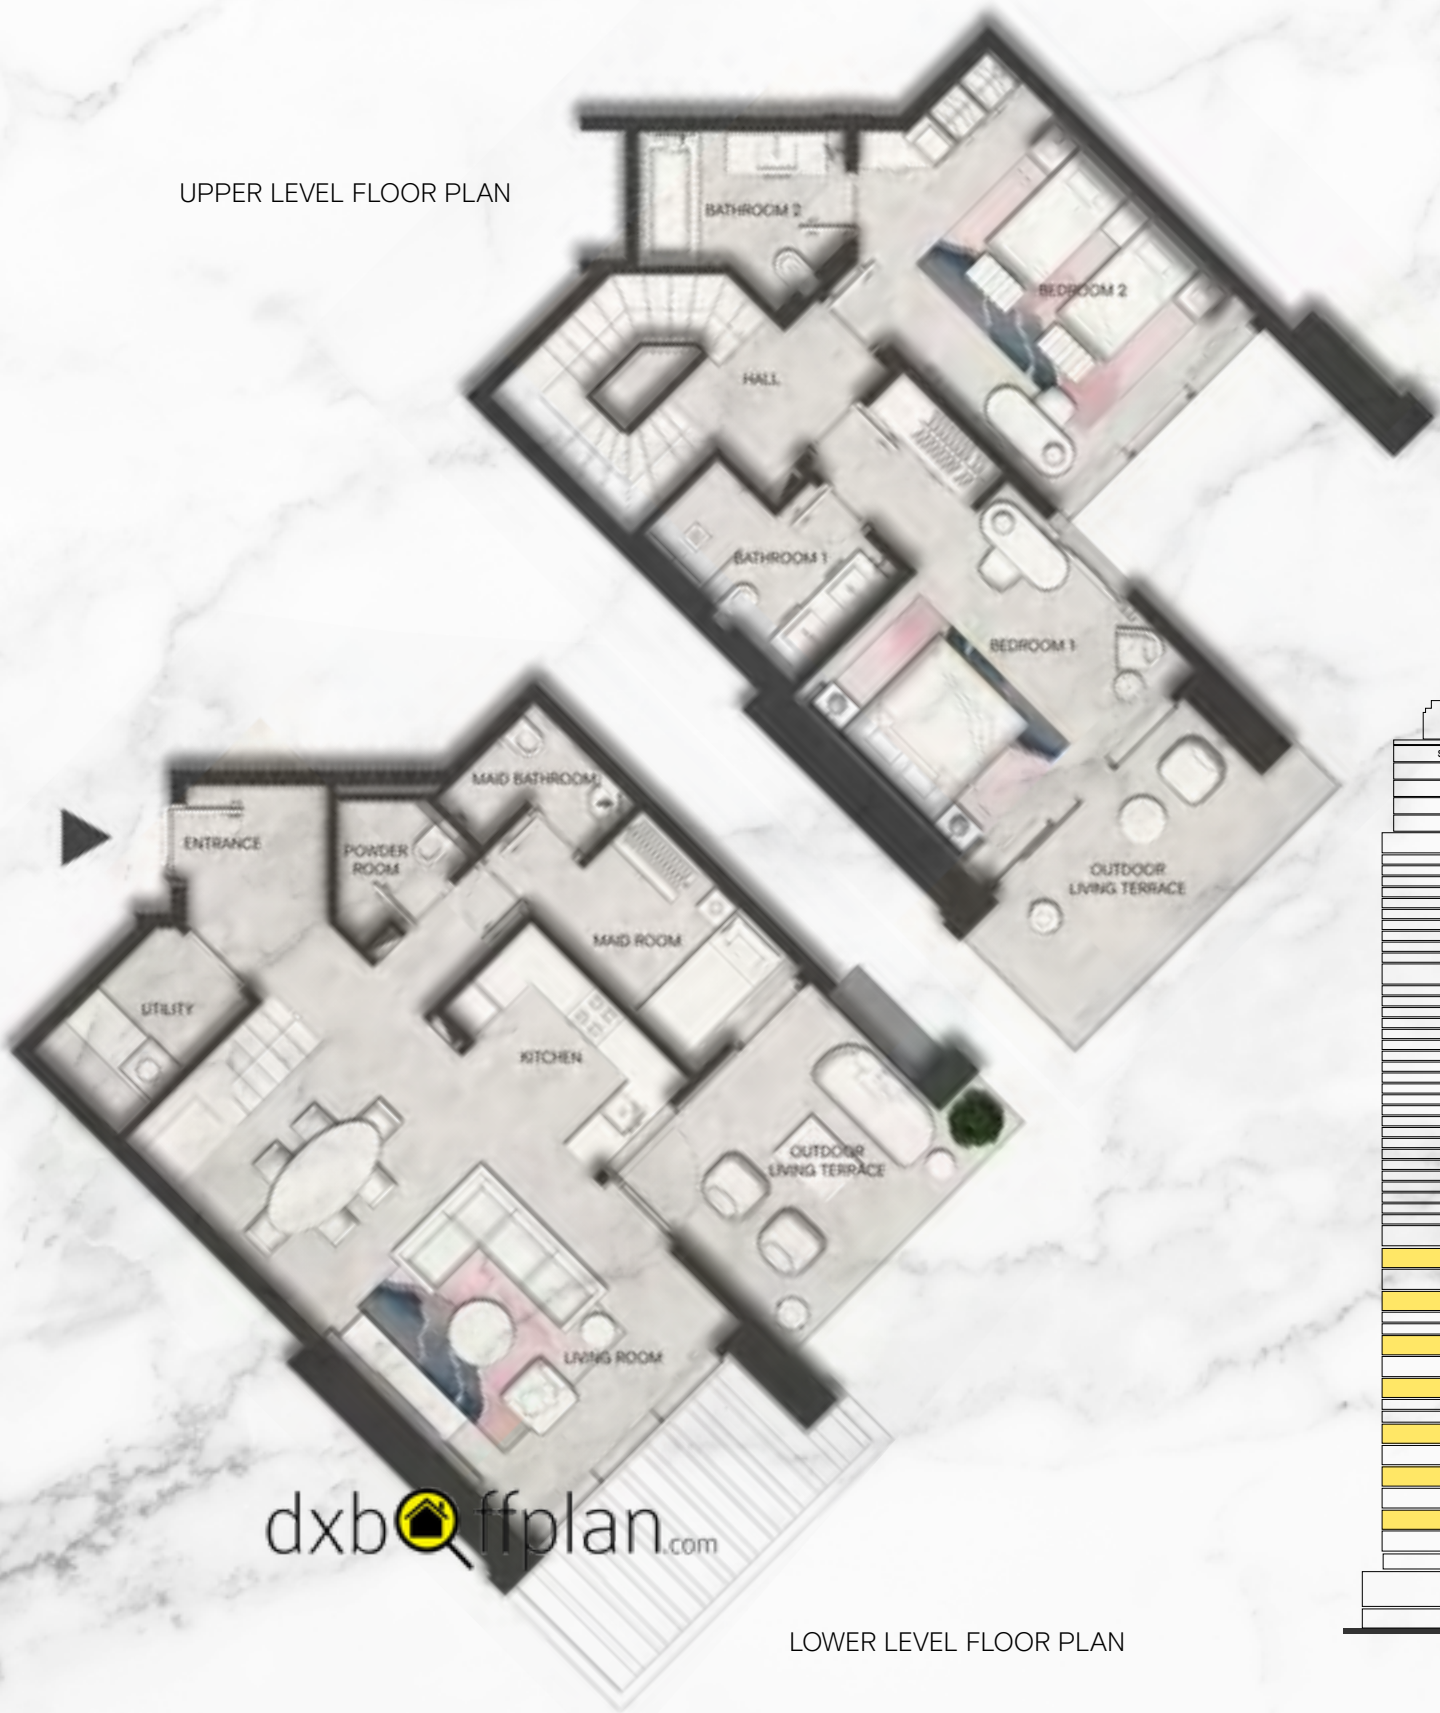 UPPER LEVEL FLOOR PLAN
BATHROOM 2
BEDROOM 2
HALL
BATHROOM 1
BEDROOM 1
OUTDOOR
LIVING TERRACE
MAID BATHROOM
ENTRANCE
POWDER
ROOM
MAID ROOM
UTILITY
KITCHEN
OUTDOOR
LIVING TERRACE
LIVING ROOM
dxboffplan.com
LOWER LEVEL FLOOR PLAN